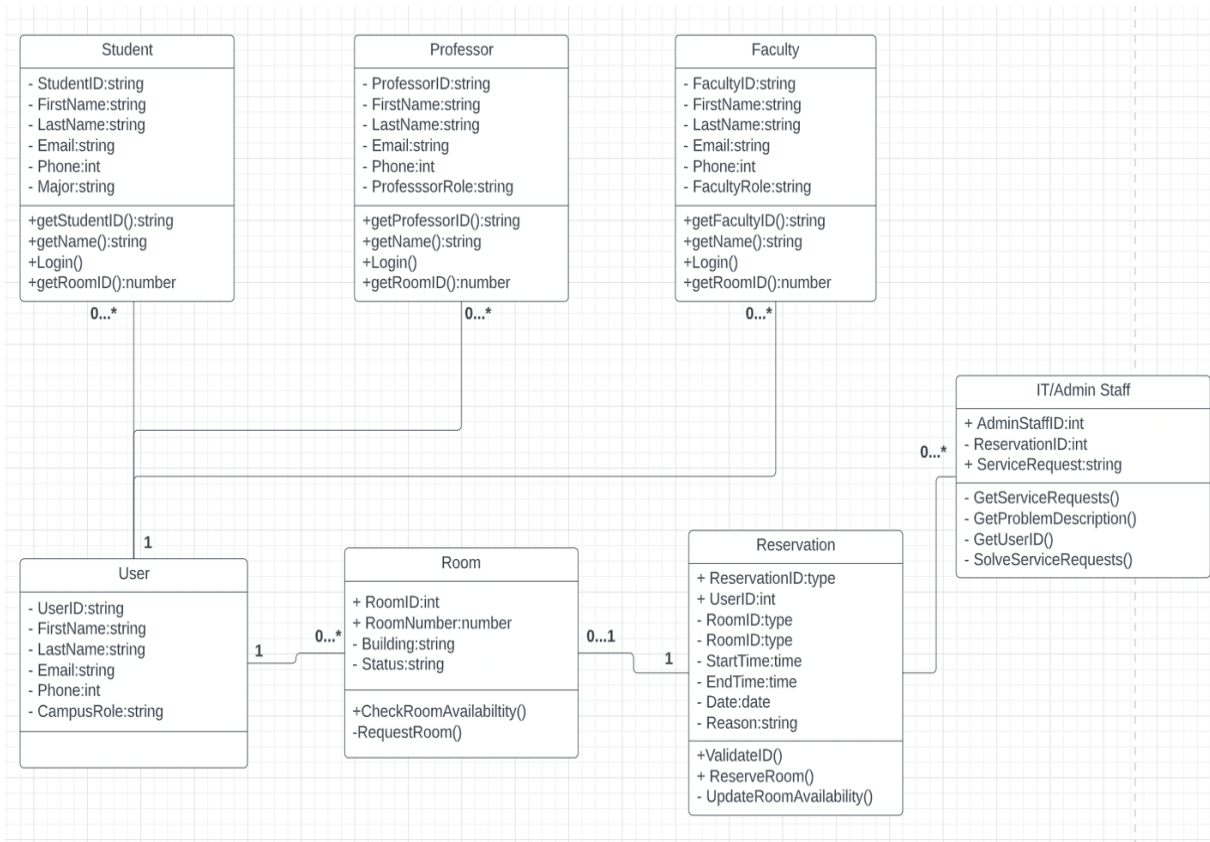 Student
- StudentID:string
- FirstName:string
- LastName:string
- Email:string
- Phone:int
- Major:string
+getStudentID():string
+getName():string
+Login()
+getRoomID():number
0...*
Professor
- ProfessorID:string
- FirstName:string
- LastName:string
- Email:string
- Phone:int
- ProfesssorRole:string
+getProfessorID():string
+getName():string
+Login()
+getRoomID():number
0...*
Faculty
- FacultyID:string
- FirstName:string
- LastName:string
- Email:string
- Phone:int
- FacultyRole:string
+getFacultyID():string
+getName():string
+Login()
+getRoomID():number
0...*
IT/Admin Staff
+ AdminStaffID:int
- ReservationID:int
+ ServiceRequest:string
- GetServiceRequests()
- GetProblemDescription()
- GetUserID()
- SolveServiceRequests()
0...*
1
User
- UserID:string
- FirstName:string
- LastName:string
- Email:string
- Phone:int
- CampusRole:string
1
0...*
Room
+ RoomID:int
+ RoomNumber:number
- Building:string
- Status:string
+CheckRoomAvailabiltity()
-RequestRoom()
0...1
1
Reservation
+ ReservationID:type
+ UserID:int
- RoomID:type
- RoomID:type
- StartTime:time
- EndTime:time
- Date:date
- Reason:string
+ValidateID()
+ ReserveRoom()
- UpdateRoomAvailability()